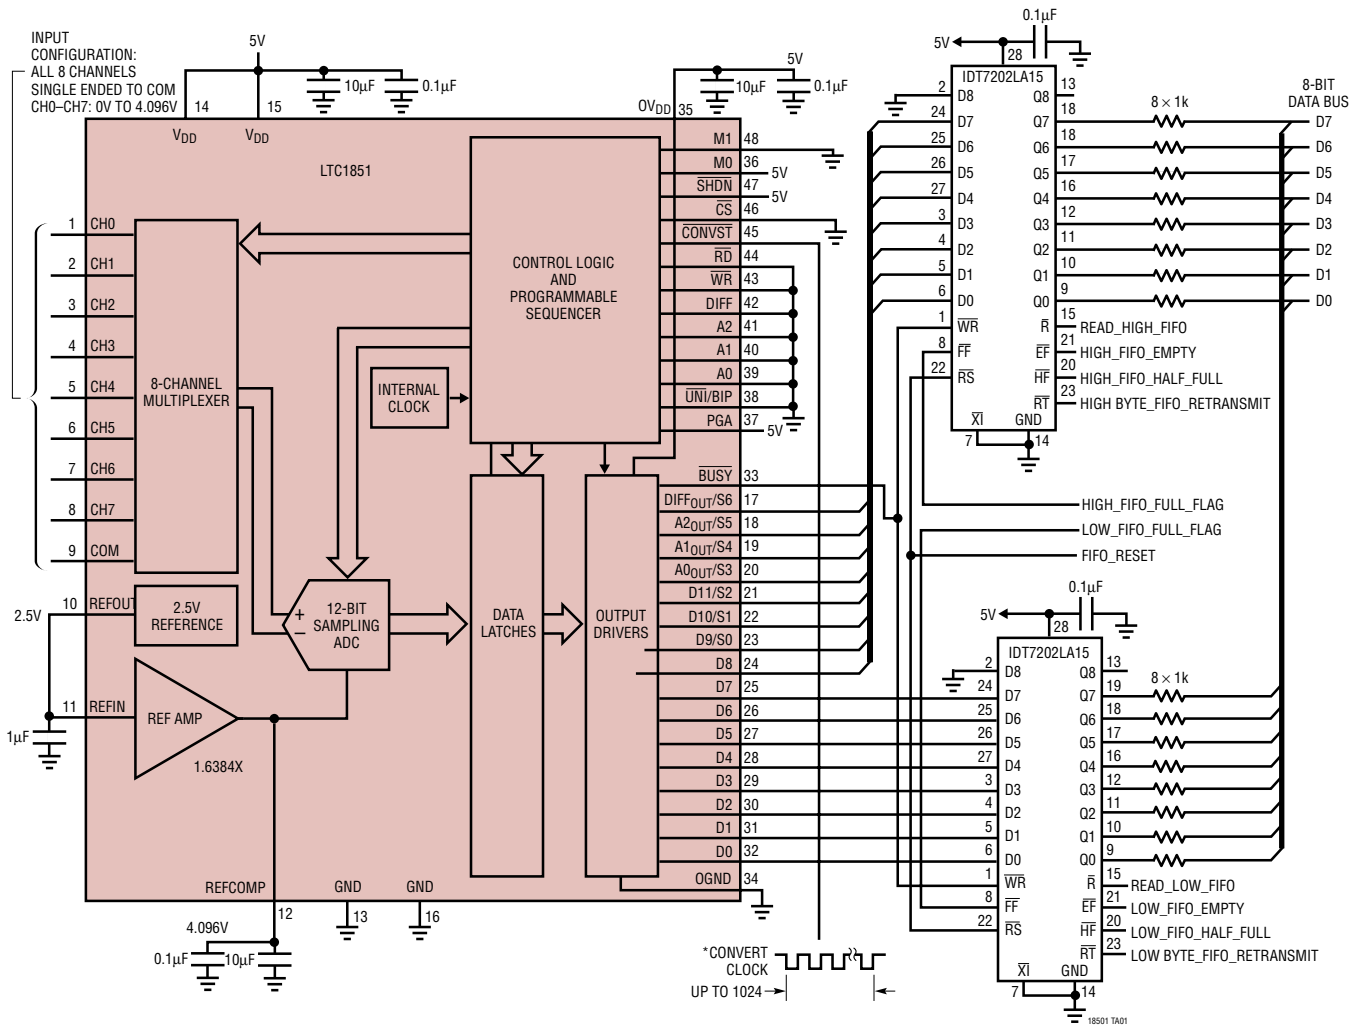 INPUT
CONFIGURATION:
ALL 8 CHANNELS
SINGLE ENDED TO COM
CH0–CH7: 0V TO 4.096V
5V
10µF
0.1µF
14
15
VDD
VDD
LTC1851
5V
10µF
0.1µF
OVDD 35
1 CH0
2 CH1
3 CH2
4 CH3
5 CH4
6 CH5
7 CH6
8 CH7
9 COM
8-CHANNEL
MULTIPLEXER
CONTROL LOGIC
AND
PROGRAMMABLE
SEQUENCER
INTERNAL
CLOCK
M1 48
M0 36 5V
SHDN 47 5V
CS 46
CONVST 45
RD 44
WR 43
DIFF 42
A2 41
A1 40
A0 39
UNI/BIP 38
PGA 37 5V
BUSY 33
DIFFOUT/S6 17
A2OUT/S5 18
A1OUT/S4 19
A0OUT/S3 20
D11/S2 21
D10/S1 22
D9/S0 23
D8 24
D7 25
D6 26
D5 27
D4 28
D3 29
D2 30
D1 31
D0 32
OGND 34
2.5V
10 REFOUT
2.5V
REFERENCE
11 REFIN
1µF
REF AMP
1.6384X
+
–
12-BIT
SAMPLING
ADC
DATA
LATCHES
OUTPUT
DRIVERS
REFCOMP
12
GND
13
GND
16
4.096V
0.1µF
10µF
*CONVERT
CLOCK
UP TO 1024
0.1µF
5V
28
IDT7202LA15
2 D8 Q8 13
24 D7 Q7 18
25 D6 Q6 18
26 D5 Q5 17
27 D4 Q4 16
3 D3 Q3 12
4 D2 Q2 11
5 D1 Q1 10
6 D0 Q0 9
1 WR R 15 READ_HIGH_FIFO
8 FF EF 21 HIGH_FIFO_EMPTY
22 RS HF 20 HIGH_FIFO_HALF_FULL
RT 23 HIGH BYTE_FIFO_RETRANSMIT
XI GND
7 14
8 × 1k
8-BIT
DATA BUS
D7
D6
D5
D4
D3
D2
D1
D0
HIGH_FIFO_FULL_FLAG
LOW_FIFO_FULL_FLAG
FIFO_RESET
0.1µF
5V
28
IDT7202LA15
2 D8 Q8 13
24 D7 Q7 19
25 D6 Q6 18
26 D5 Q5 17
27 D4 Q4 16
3 D3 Q3 12
4 D2 Q2 11
5 D1 Q1 10
6 D0 Q0 9
1 WR R 15 READ_LOW_FIFO
8 FF EF 21 LOW_FIFO_EMPTY
22 RS HF 20 LOW_FIFO_HALF_FULL
RT 23 LOW BYTE_FIFO_RETRANSMIT
XI GND
7 14
8 × 1k
18501 TA01